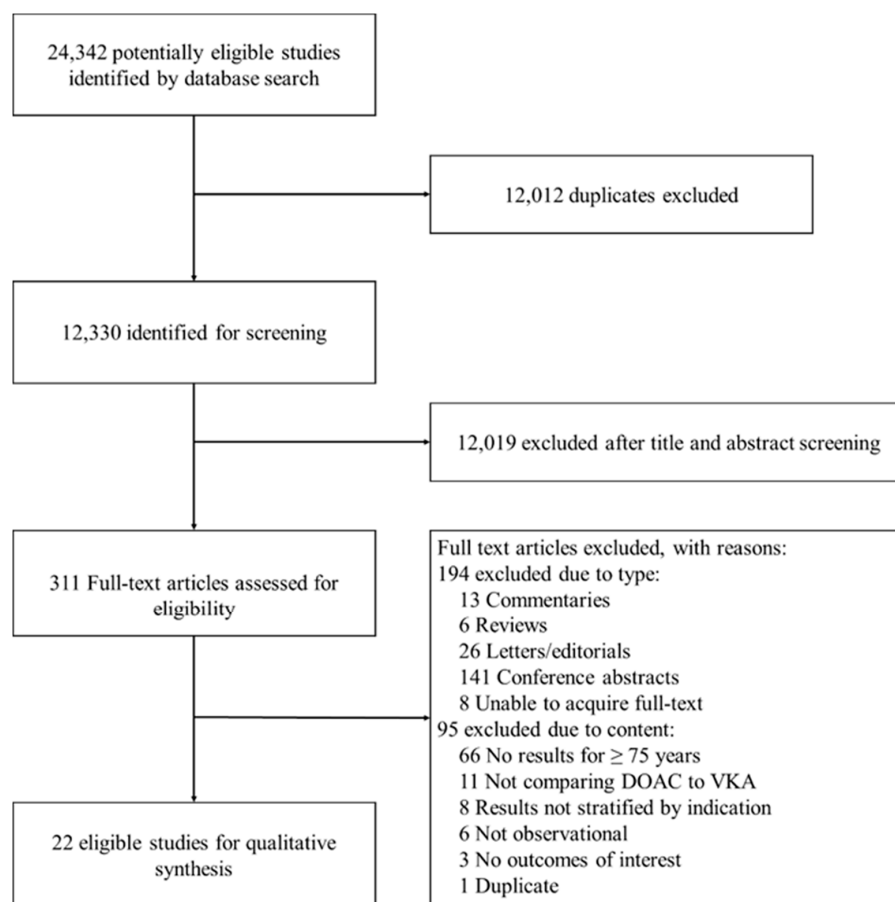 24,342 potentially eligible studies
identified by database search
12,012 duplicates excluded
12,330 identified for screening
12,019 excluded after title and abstract screening
311 Full-text articles assessed for
eligibility
Full text articles excluded, with reasons:
194 excluded due to type:
13 Commentaries
6 Reviews
26 Letters/editorials
141 Conference abstracts
8 Unable to acquire full-text
95 excluded due to content:
66 No results for ≥ 75 years
11 Not comparing DOAC to VKA
8 Results not stratified by indication
6 Not observational
3 No outcomes of interest
1 Duplicate
22 eligible studies for qualitative
synthesis